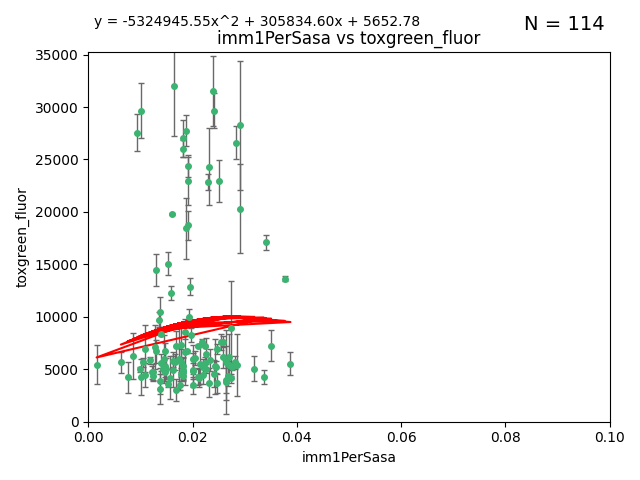 y = -5324945.55x^2 + 305834.60x + 5652.78
N = 114
imm1PerSasa vs toxgreen_fluor
35000
30000
25000
20000
15000
10000
5000
0
toxgreen_fluor
0.00 0.02 0.04 0.06 0.08 0.10
imm1PerSasa